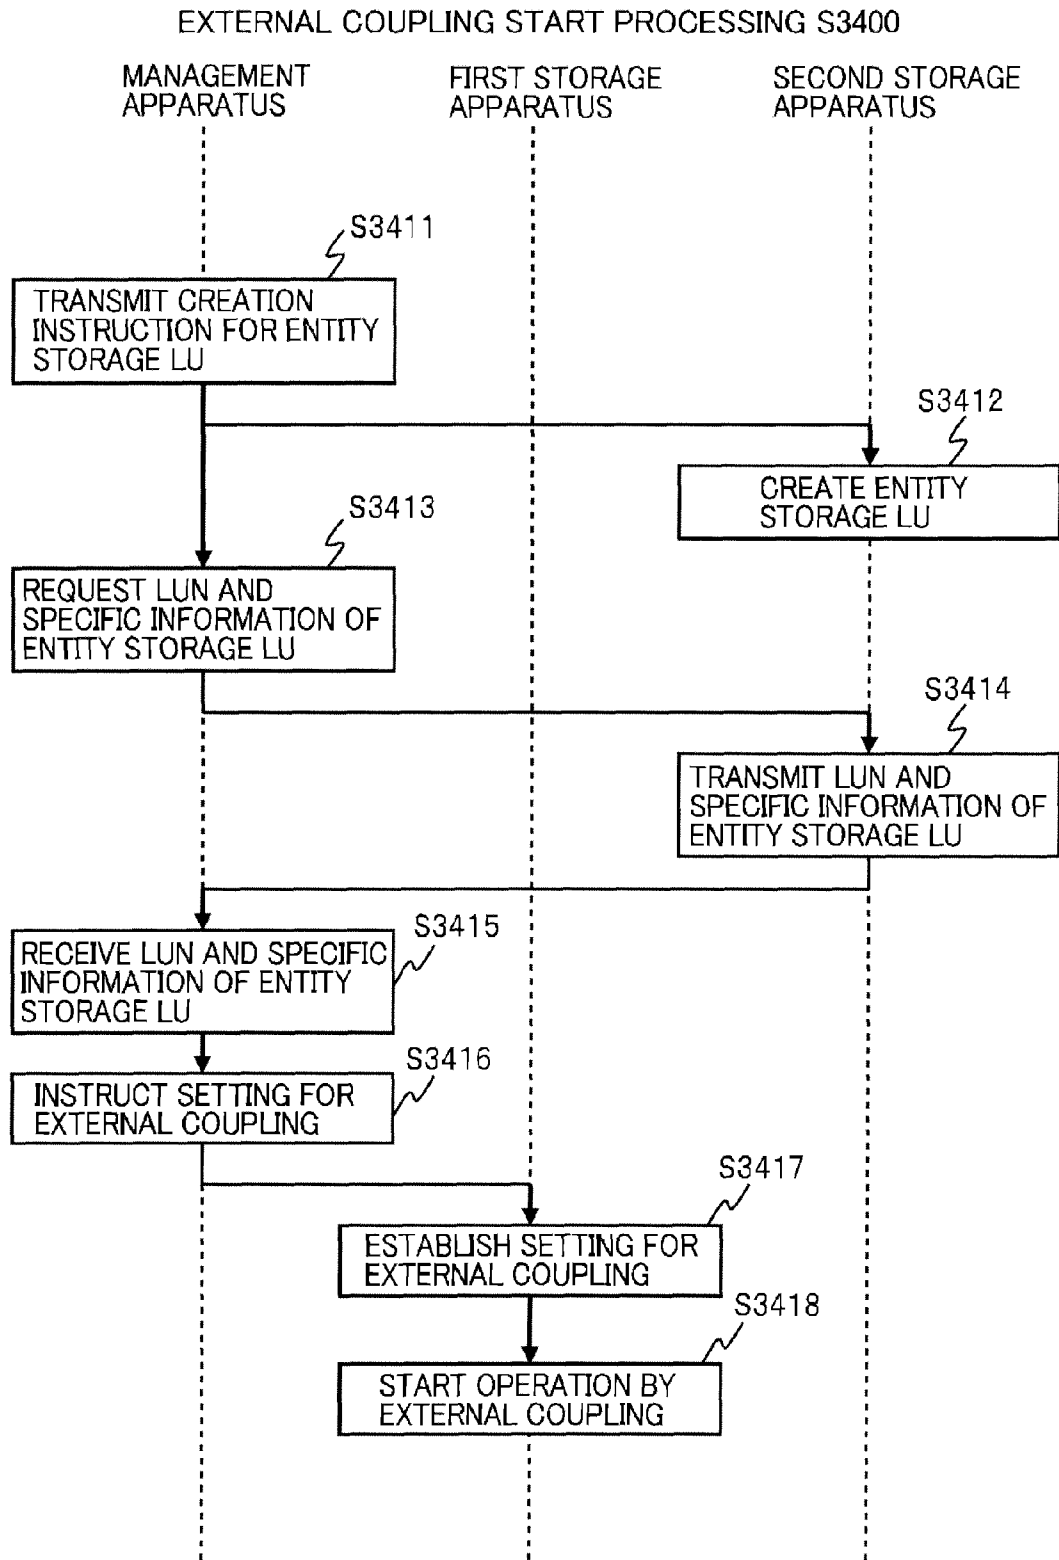 EXTERNAL COUPLING START PROCESSING S3400
MANAGEMENT
APPARATUS
FIRST STORAGE
APPARATUS
SECOND STORAGE
APPARATUS
S3411
TRANSMIT CREATION
INSTRUCTION FOR ENTITY
STORAGE LU
S3412
CREATE ENTITY
STORAGE LU
S3413
REQUEST LUN AND
SPECIFIC INFORMATION OF
ENTITY STORAGE LU
S3414
TRANSMIT LUN AND
SPECIFIC INFORMATION OF
ENTITY STORAGE LU
S3415
RECEIVE LUN AND SPECIFIC
INFORMATION OF ENTITY
STORAGE LU
S3416
INSTRUCT SETTING FOR
EXTERNAL COUPLING
S3417
ESTABLISH SETTING FOR
EXTERNAL COUPLING
S3418
START OPERATION BY
EXTERNAL COUPLING